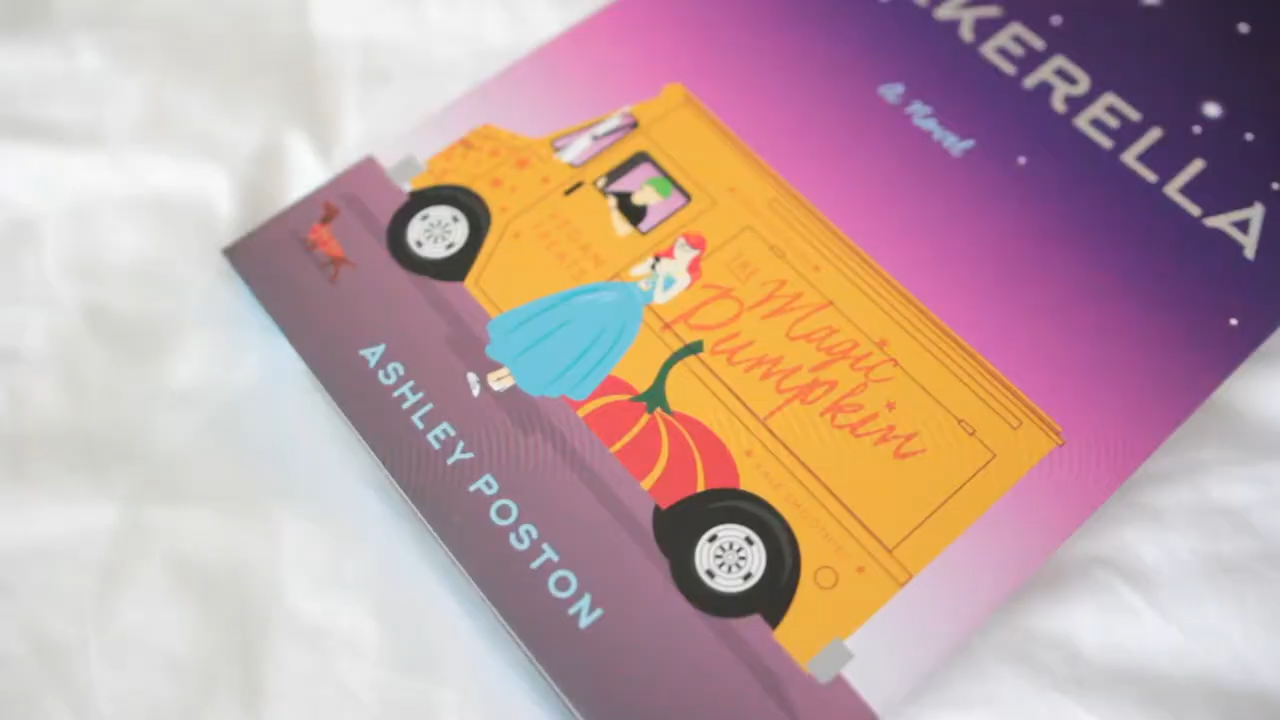 KERELLA
a Novel
VEGAN
TREATS
THE
Magic
Pumpkin
ASHLEY POSTON